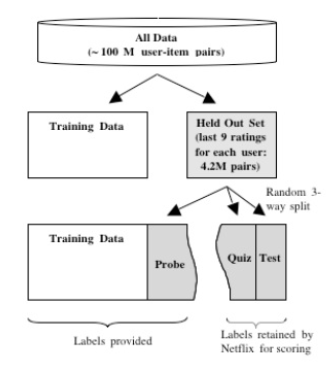 All Data
(~ 100 M user-item pairs)
Training Data
Held Out Set
(last 9 ratings
for each user:
4.2M pairs)
Random 3-
way split
Training Data
Probe
Quiz
Test
Labels provided
Labels retained by
Netflix for scoring